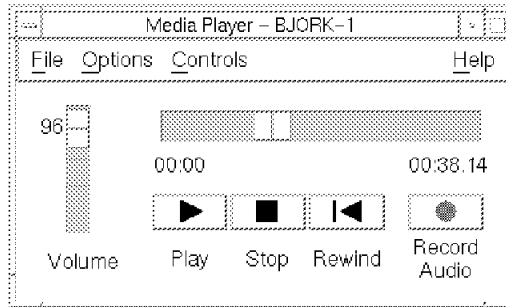 Media Player – BJORK–1
File Options Controls Help
96
00:00 00:38.14
Volume Play Stop Rewind Record Audio